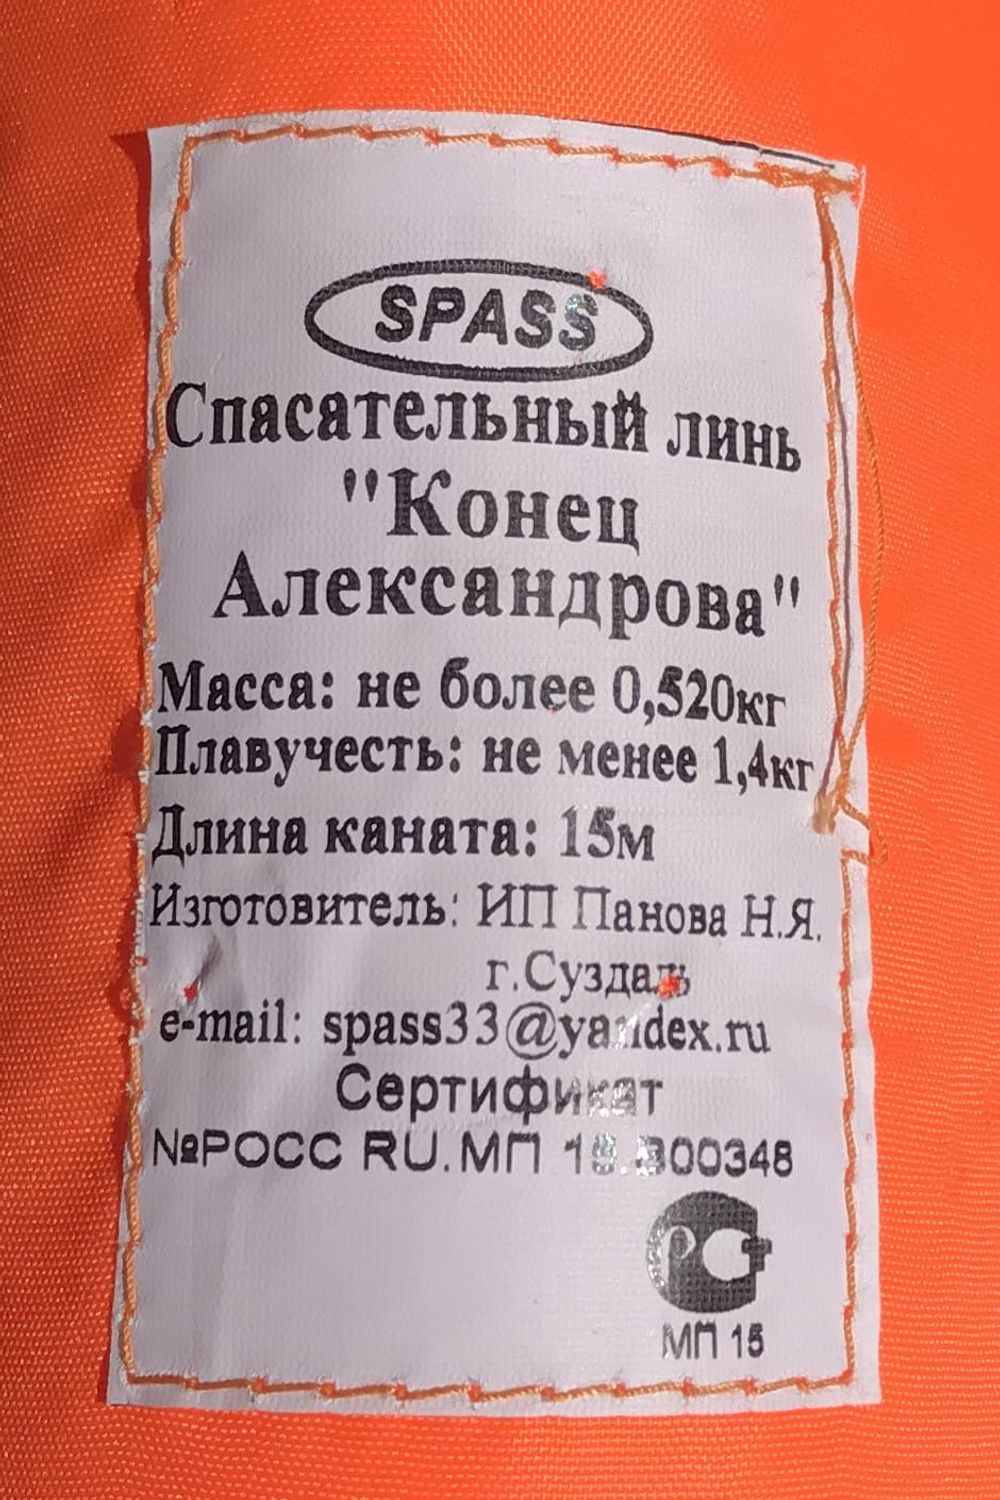 SPASS
Спасательный линь
"Конец
Александрова"
Масса: не более 0,520кг
Плавучесть: не менее 1,4кг
Длина каната: 15м
Изготовитель: ИП Панова Н.Я.
г.Суздаль
e-mail: spass33@yandex.ru
Сертификат
№РОСС RU.МП
РСТ
МП 15